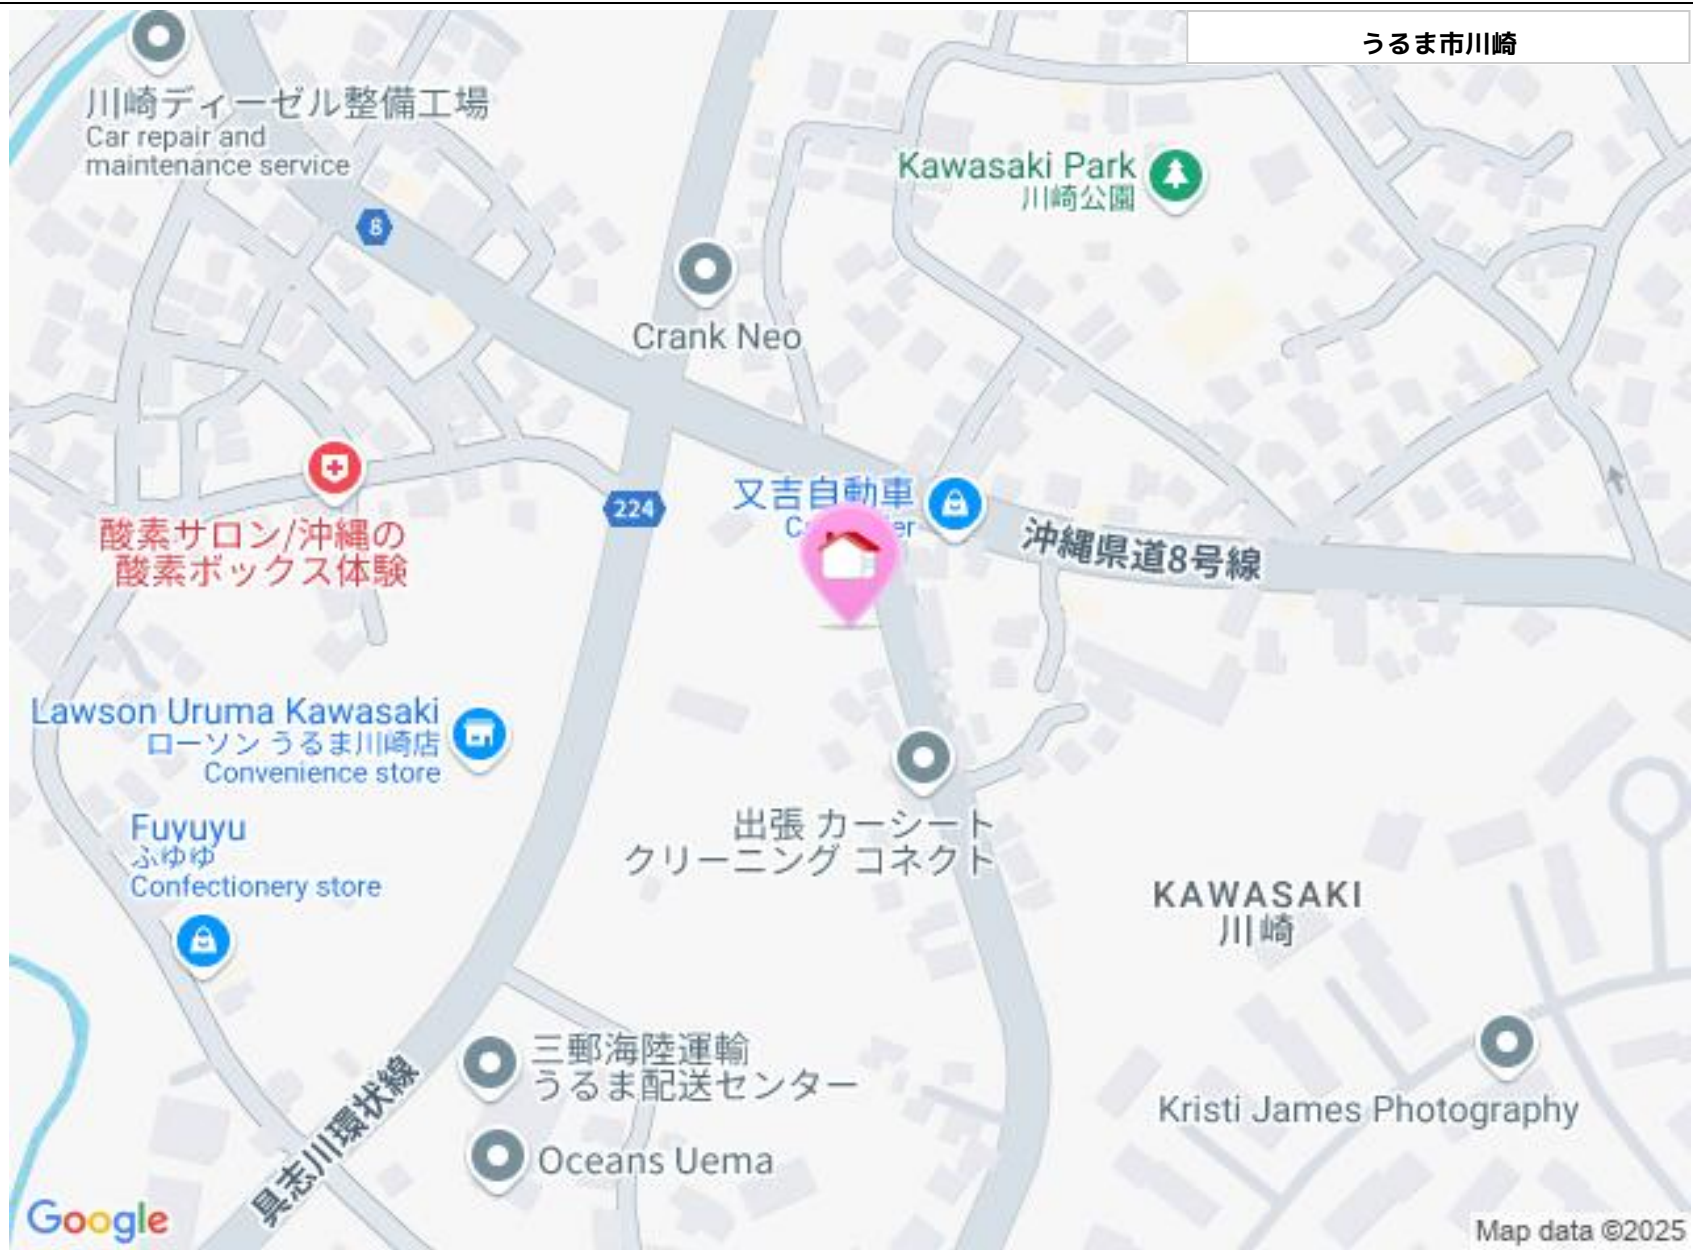 うるま市川崎
川崎ディーゼル整備工場
Car repair and
maintenance service
Kawasaki Park
川崎公園
8
Crank Neo
又吉自動車
224
沖縄県道8号線
酸素サロン/沖縄の
酸素ボックス体験
Lawson Uruma Kawasaki
ローソン うるま川崎店
Convenience store
Fuyuyu
ふゆゆ
Confectionery store
出張 カーシート
クリーニング コネクト
KAWASAKI
川崎
三郵海陸運輸
うるま配送センター
Kristi James Photography
Oceans Uema
具志川環状線
Google
Map data ©2025